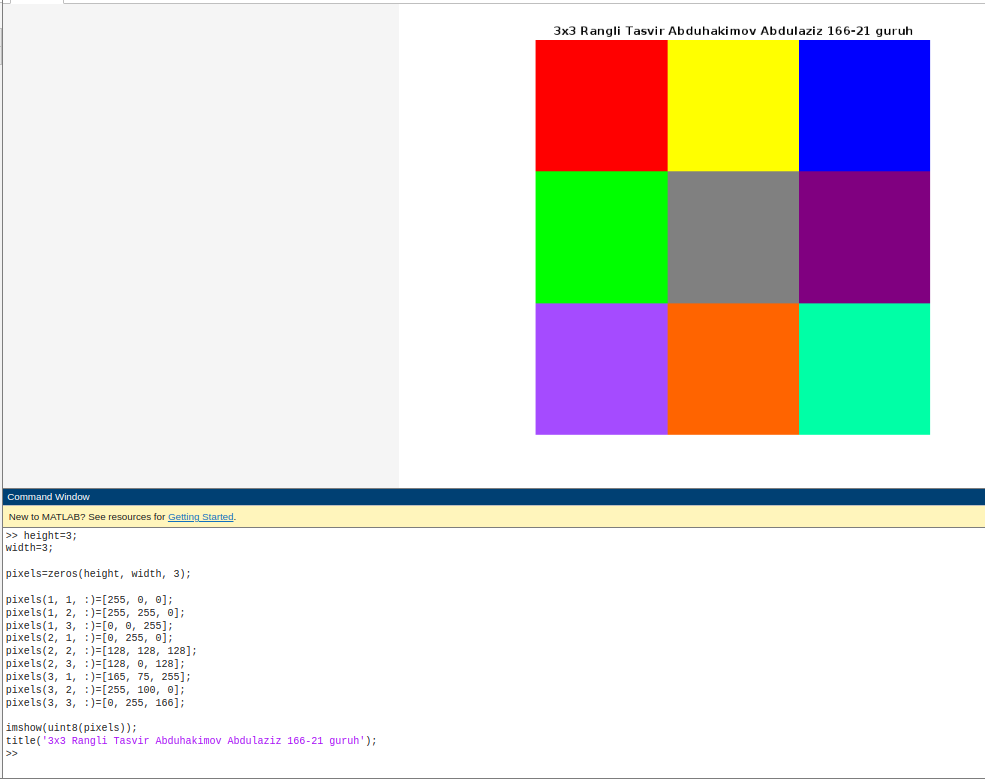 3x3 Rangli Tasvir Abduhakimov Abdulaziz 166-21 guruh
Command Window
New to MATLAB? See resources for Getting Started.
>> height=3;
width=3;
pixels=zeros(height, width, 3);
pixels(1, 1, :)=[255, 0, 0];
pixels(1, 2, :)=[255, 255, 0];
pixels(1, 3, :)=[0, 0, 255];
pixels(2, 1, :)=[0, 255, 0];
pixels(2, 2, :)=[128, 128, 128];
pixels(2, 3, :)=[128, 0, 128];
pixels(3, 1, :)=[165, 75, 255];
pixels(3, 2, :)=[255, 100, 0];
pixels(3, 3, :)=[0, 255, 166];
imshow(uint8(pixels));
title('3x3 Rangli Tasvir Abduhakimov Abdulaziz 166-21 guruh');
>>